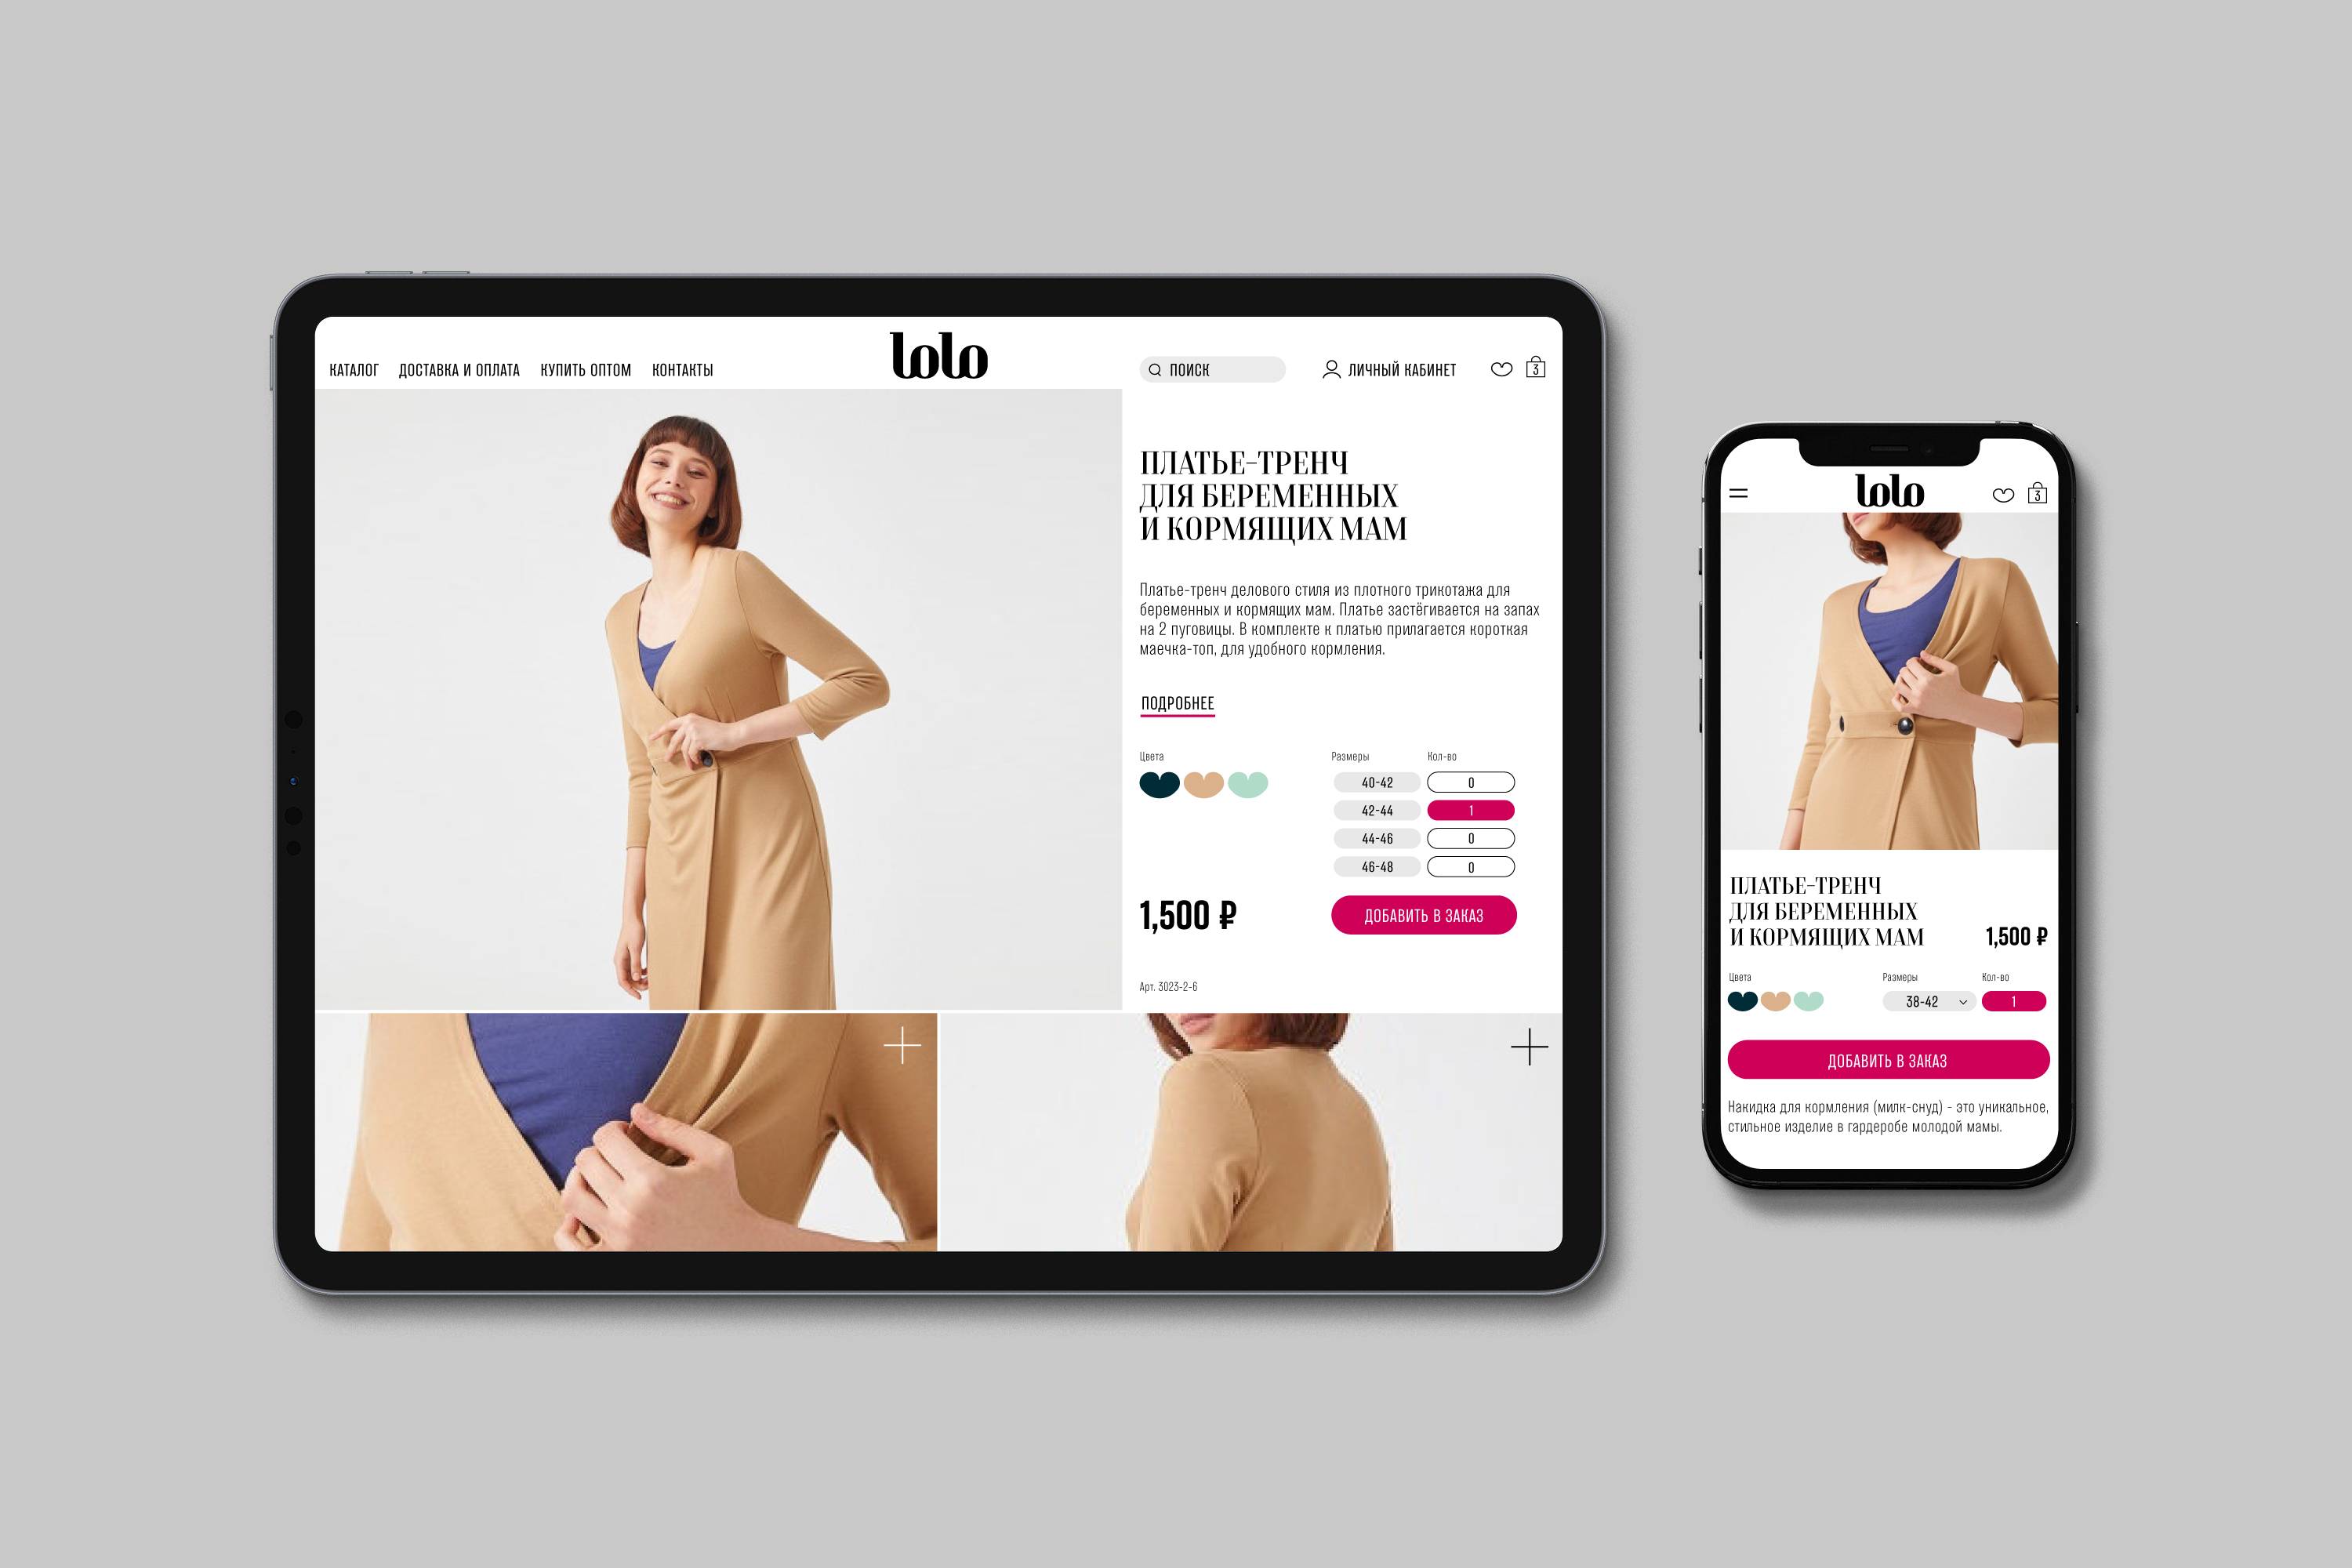 КАТАЛОГ ДОСТАВКА И ОПЛАТА КУПИТЬ ОПТОМ КОНТАКТЫ
lolo
ПОИСК
ЛИЧНЫЙ КАБИНЕТ
3
ПЛАТЬЕ-ТРЕНЧ
ДЛЯ БЕРЕМЕННЫХ
И КОРМЯЩИХ МАМ
Платье-тренч делового стиля из плотного трикотажа для
беременных и кормящих мам. Платье застёгивается на запах
на 2 пуговицы. В комплекте к платью прилагается короткая
маечка-топ, для удобного кормления.
ПОДРОБНЕЕ
Цвета
Размеры Кол-во
40-42 0
42-44 1
44-46 0
46-48 0
1,500 ₽
ДОБАВИТЬ В ЗАКАЗ
Арт. 3023-2-6
lolo
3
ПЛАТЬЕ-ТРЕНЧ
ДЛЯ БЕРЕМЕННЫХ
И КОРМЯЩИХ МАМ
1,500 ₽
Цвета
Размеры Кол-во
38-42 1
ДОБАВИТЬ В ЗАКАЗ
Накидка для кормления (милк-снуд) - это уникальное,
стильное изделие в гардеробе молодой мамы.